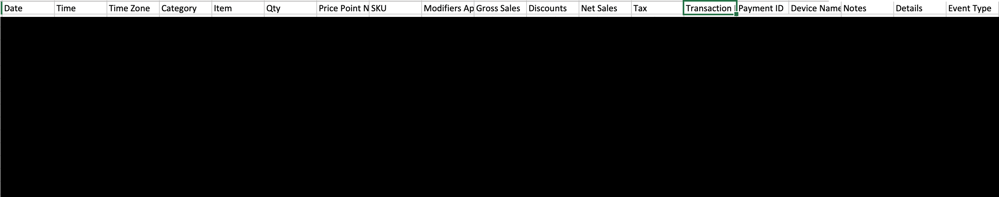 Date Time Time Zone Category Item Qty Price Point N SKU Modifiers Ap Gross Sales Discounts Net Sales Tax Transaction Payment ID Device Name Notes Details Event Type